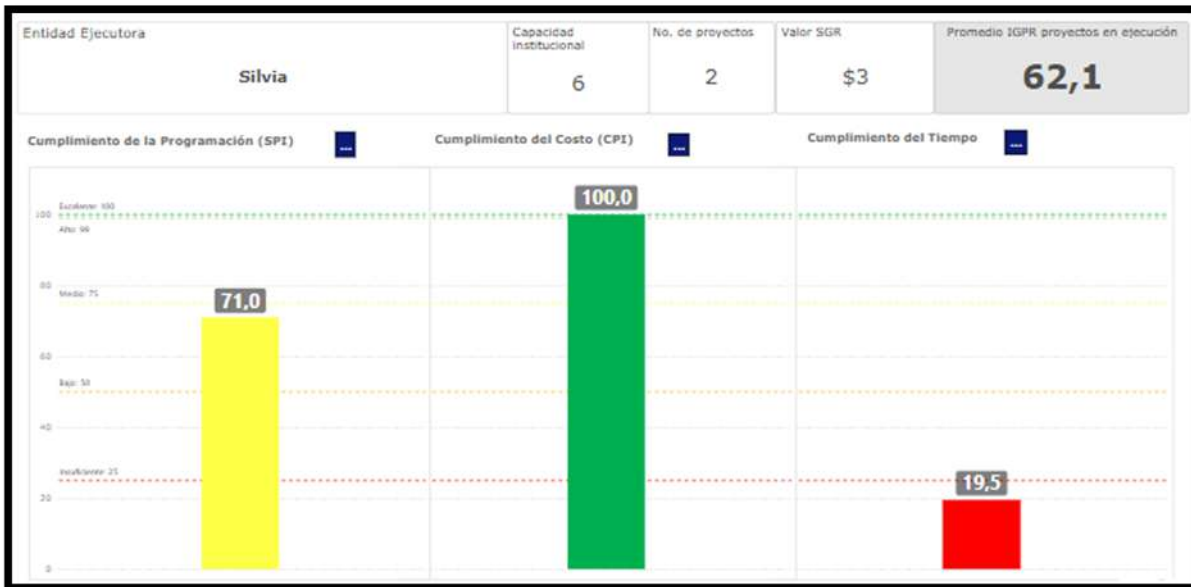 Entidad Ejecutora
Silvia
Capacidad
institucional
6
No. de proyectos
2
Valor SGR
$3
Promedio IGPR proyectos en ejecución
62,1
Cumplimiento de la Programación (SPI)
...
Cumplimiento del Costo (CPI)
...
Cumplimiento del Tiempo
...
100
Excelente: 100
Alto: 99
80
Medio: 75
60
Bajo: 50
40
Insuficiente: 25
20
0
71,0
100,0
19,5